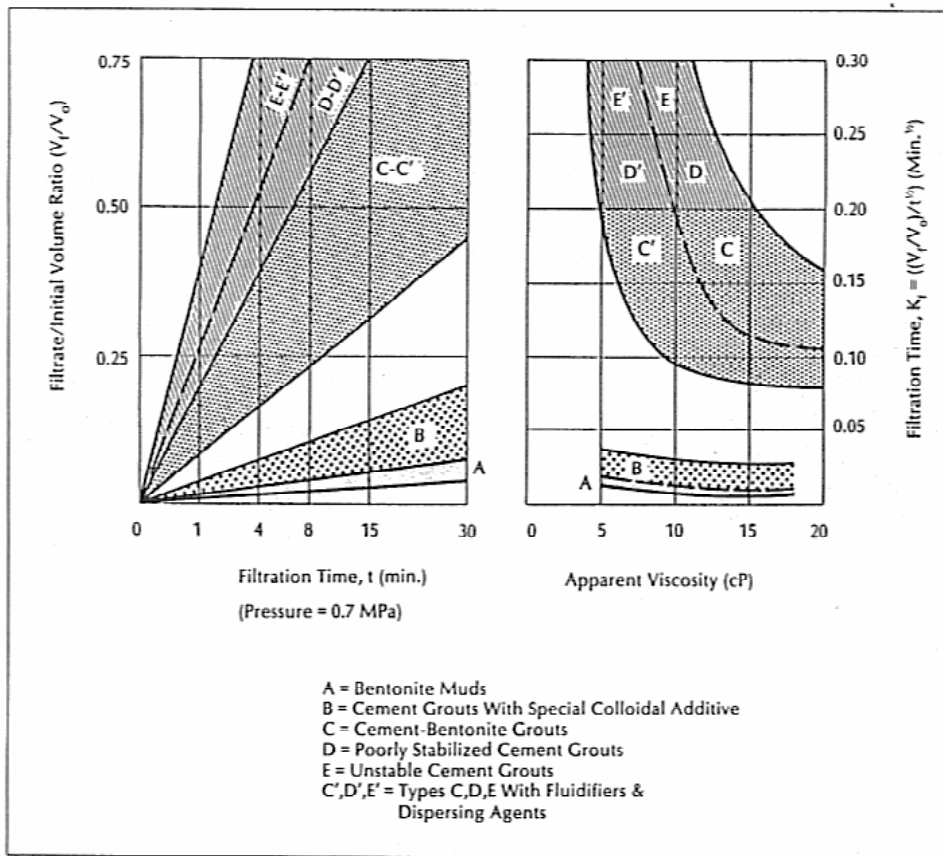 Filtrate/Initial Volume Ratio (Vf/Vo)
0.75
0.50
0.25
E-E'
D-D'
C-C'
B
A
0 1 4 8 15 30
Filtration Time, t (min.)
(Pressure = 0.7 MPa)
E' E
D' D
C' C
B
A
0 5 10 15 20
Apparent Viscosity (cP)
0.30
0.25
0.20
0.15
0.10
0.05
Filtration Time, Kf = ((Vf/Vo)/t½) (Min.½)
A = Bentonite Muds
B = Cement Grouts With Special Colloidal Additive
C = Cement-Bentonite Grouts
D = Poorly Stabilized Cement Grouts
E = Unstable Cement Grouts
C',D',E' = Types C,D,E With Fluidifiers &
Dispersing Agents